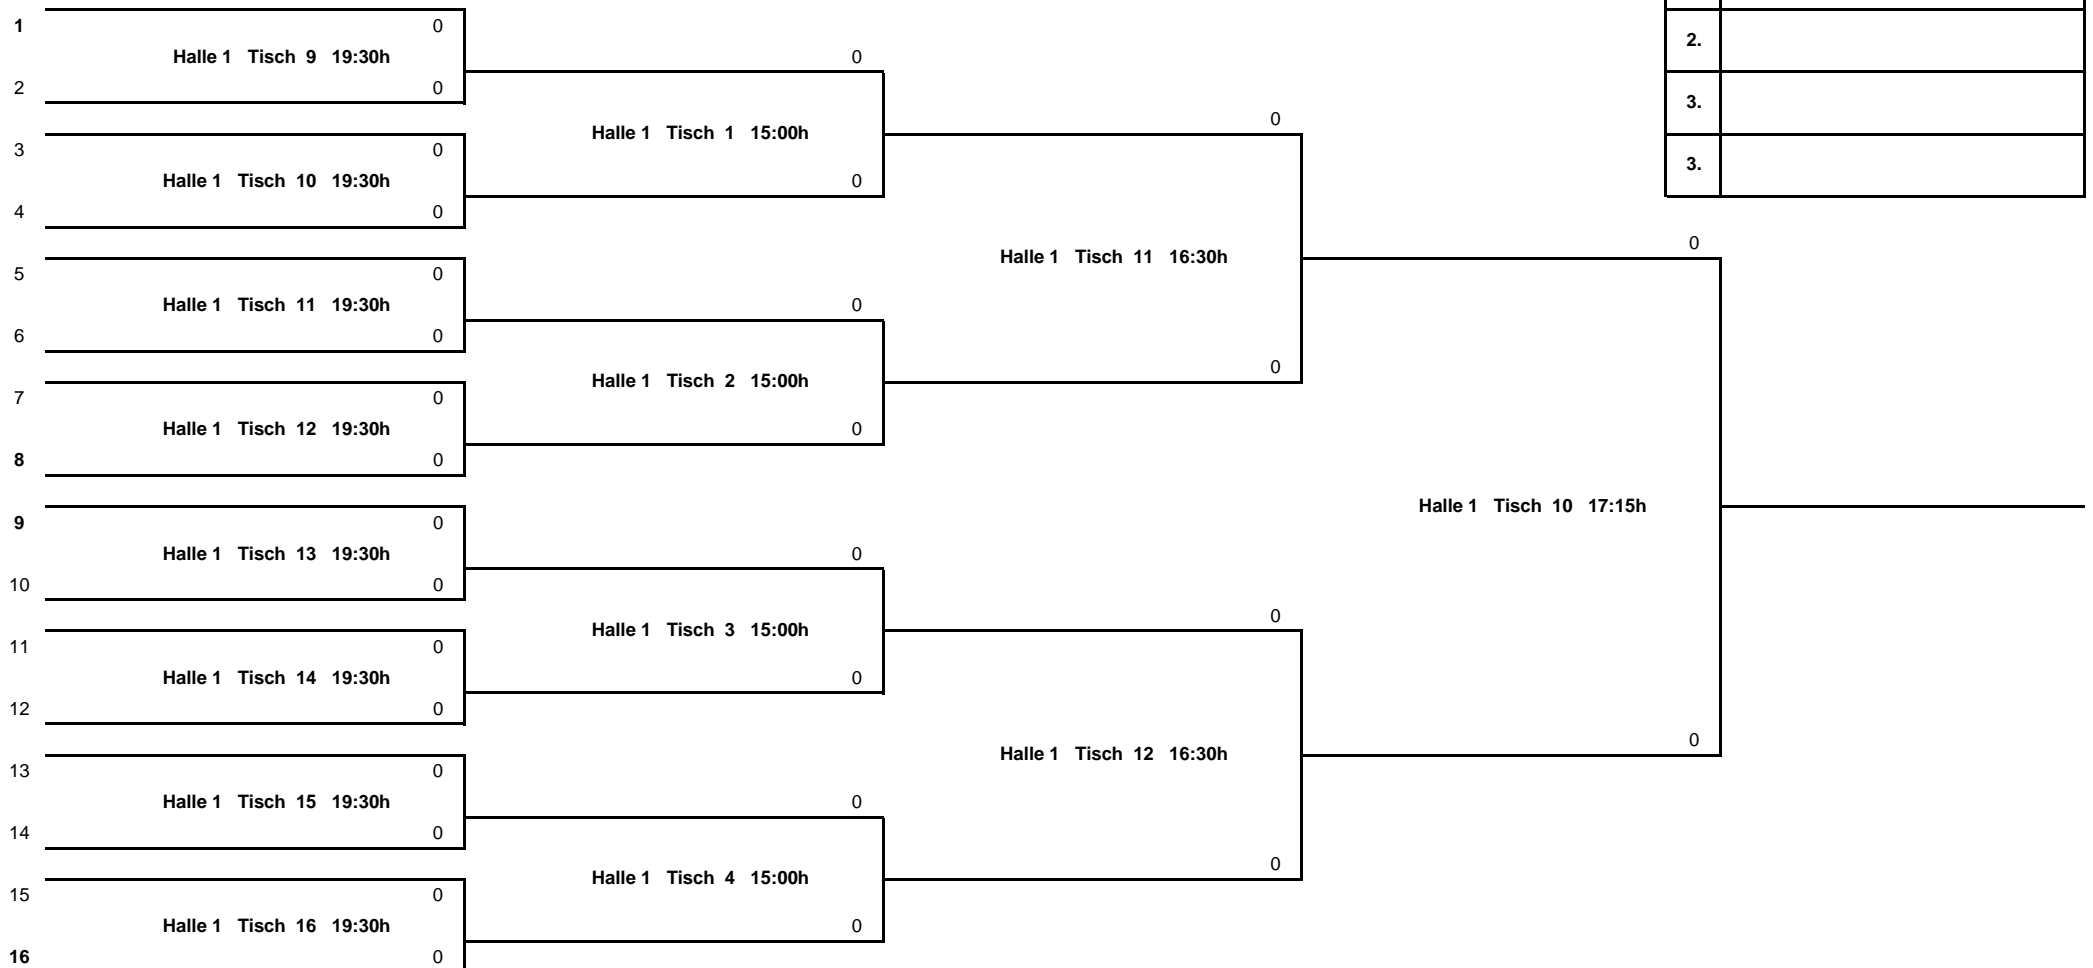 1 0
2.
Halle 1 Tisch 9 19:30h 0
2 0
3.
0
Halle 1 Tisch 1 15:00h
3 0
3.
Halle 1 Tisch 10 19:30h 0
4 0
0
Halle 1 Tisch 11 16:30h
5 0
Halle 1 Tisch 11 19:30h 0
6 0
0
Halle 1 Tisch 2 15:00h
7 0
Halle 1 Tisch 12 19:30h 0
8 0
Halle 1 Tisch 10 17:15h
9 0
Halle 1 Tisch 13 19:30h 0
10 0
0
Halle 1 Tisch 3 15:00h
11 0
Halle 1 Tisch 14 19:30h 0
12 0
0
Halle 1 Tisch 12 16:30h
13 0
Halle 1 Tisch 15 19:30h 0
14 0
0
Halle 1 Tisch 4 15:00h
15 0
Halle 1 Tisch 16 19:30h 0
16 0